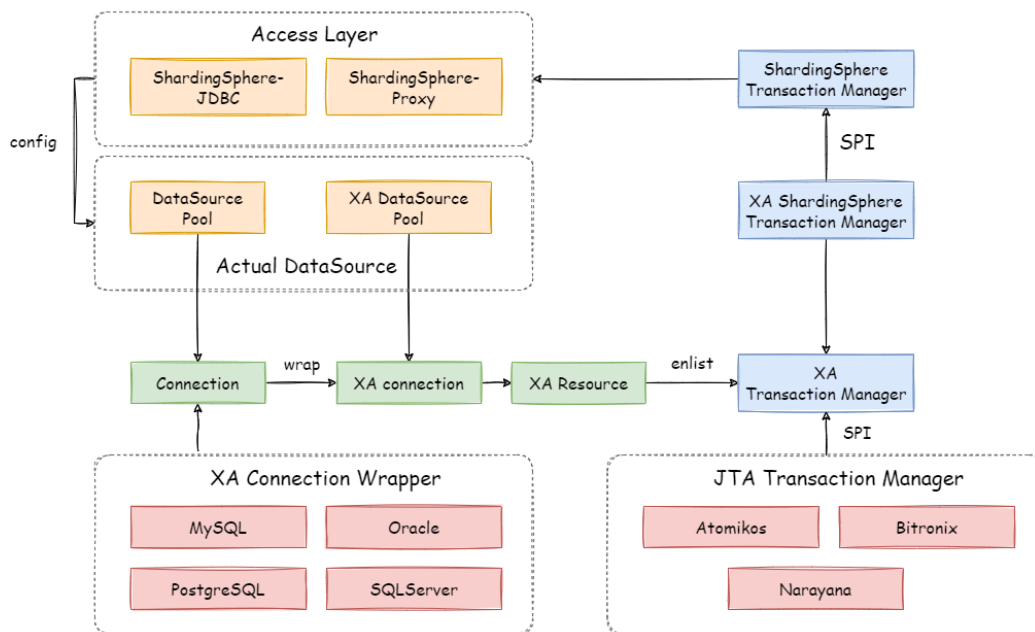 Access Layer
ShardingSphere-
JDBC
ShardingSphere-
Proxy
ShardingSphere
Transaction Manager
config
SPI
DataSource
Pool
XA DataSource
Pool
XA ShardingSphere
Transaction Manager
Actual DataSource
Connection
wrap
XA connection
XA Resource
enlist
XA
Transaction Manager
SPI
XA Connection Wrapper
MySQL
Oracle
PostgreSQL
SQLServer
JTA Transaction Manager
Atomikos
Bitronix
Narayana